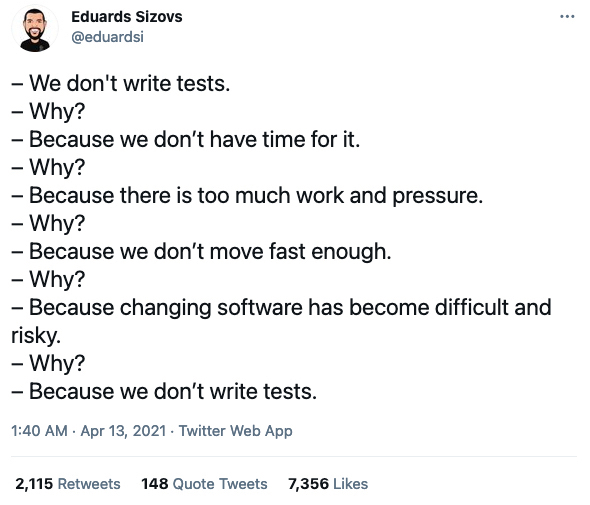 Eduards Sizovs
@eduardsi
– We don't write tests.
– Why?
– Because we don’t have time for it.
– Why?
– Because there is too much work and pressure.
– Why?
– Because we don’t move fast enough.
– Why?
– Because changing software has become difficult and
risky.
– Why?
– Because we don’t write tests.
1:40 AM · Apr 13, 2021 · Twitter Web App
2,115 Retweets 148 Quote Tweets 7,356 Likes